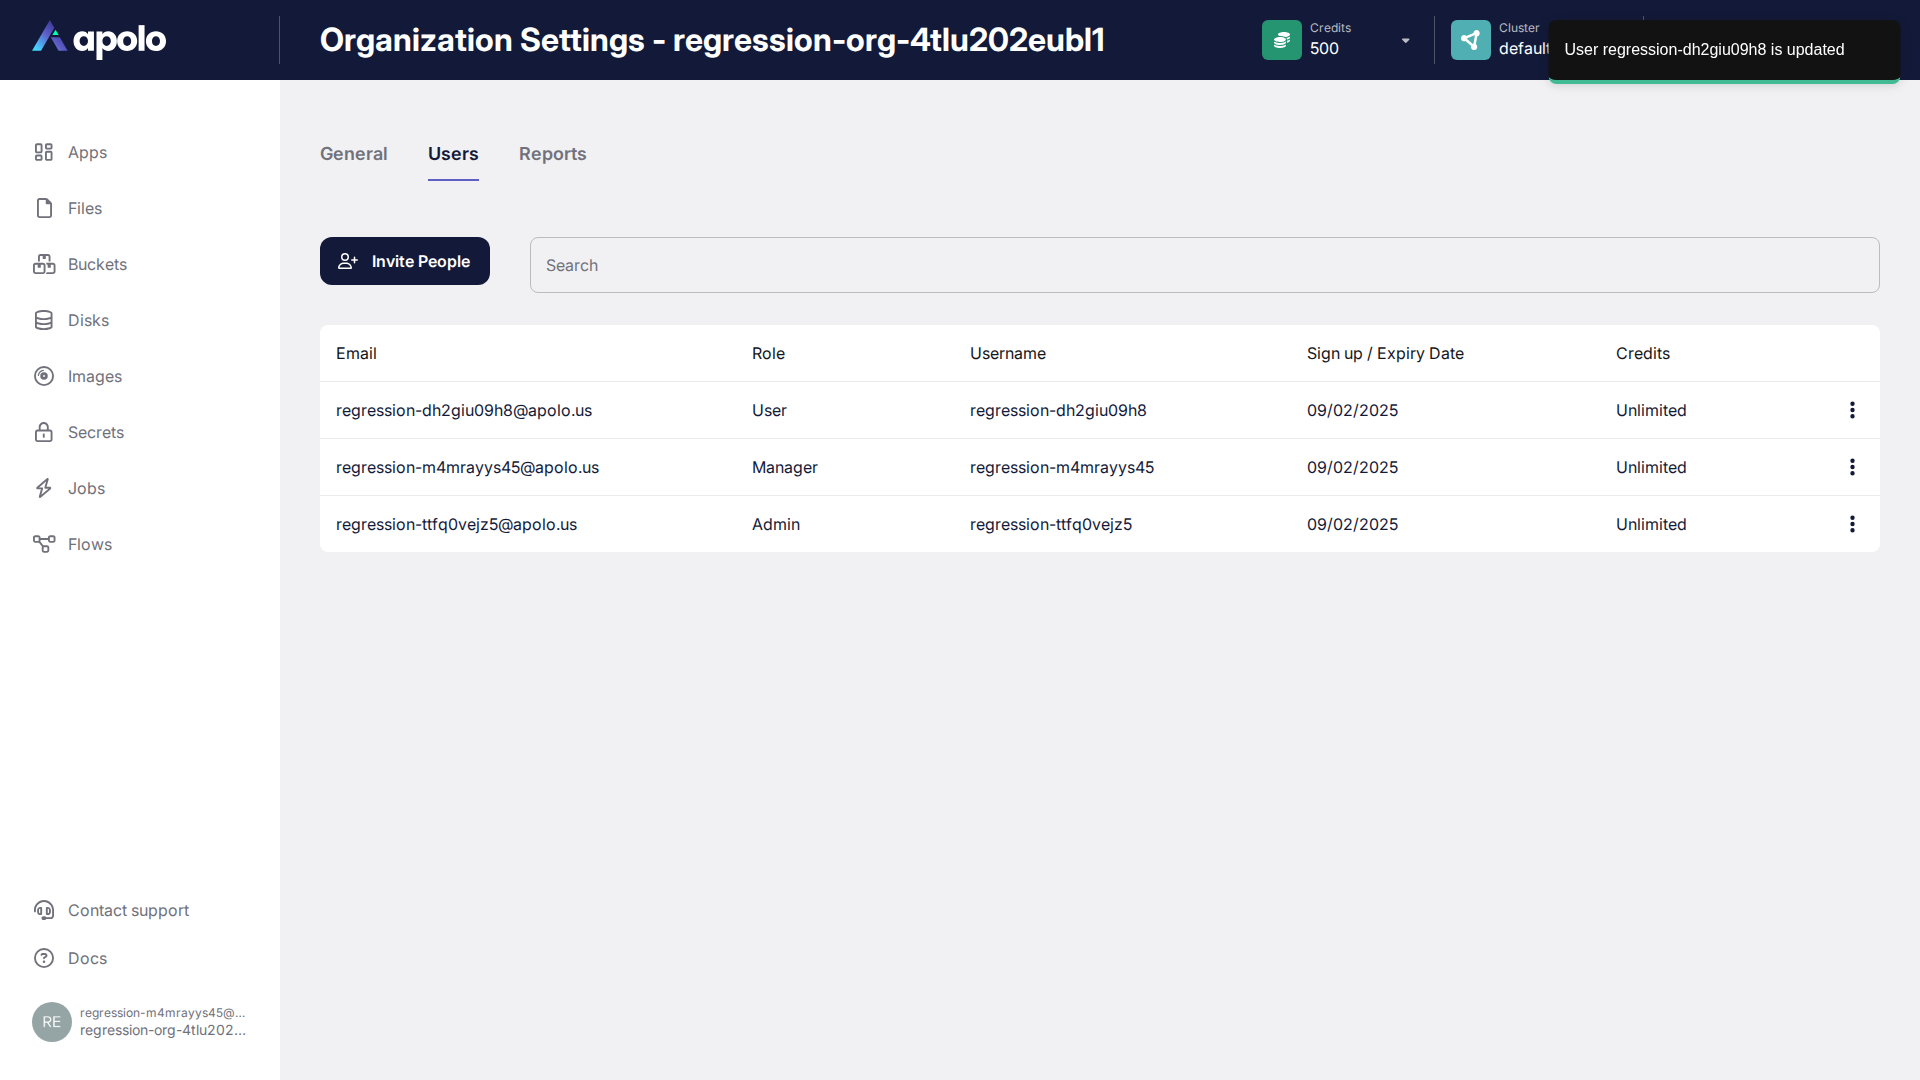 apolo
Organization Settings - regression-org-4tlu202eubl1
Credits
500
Cluster
default
User regression-dh2giu09h8 is updated
Apps
Files
Buckets
Disks
Images
Secrets
Jobs
Flows
General Users Reports
Invite People
Search
Email Role Username Sign up / Expiry Date Credits
regression-dh2giu09h8@apolo.us User regression-dh2giu09h8 09/02/2025 Unlimited
regression-m4mrayys45@apolo.us Manager regression-m4mrayys45 09/02/2025 Unlimited
regression-ttfq0vejz5@apolo.us Admin regression-ttfq0vejz5 09/02/2025 Unlimited
Contact support
Docs
RE
regression-m4mrayys45@...
regression-org-4tlu202...